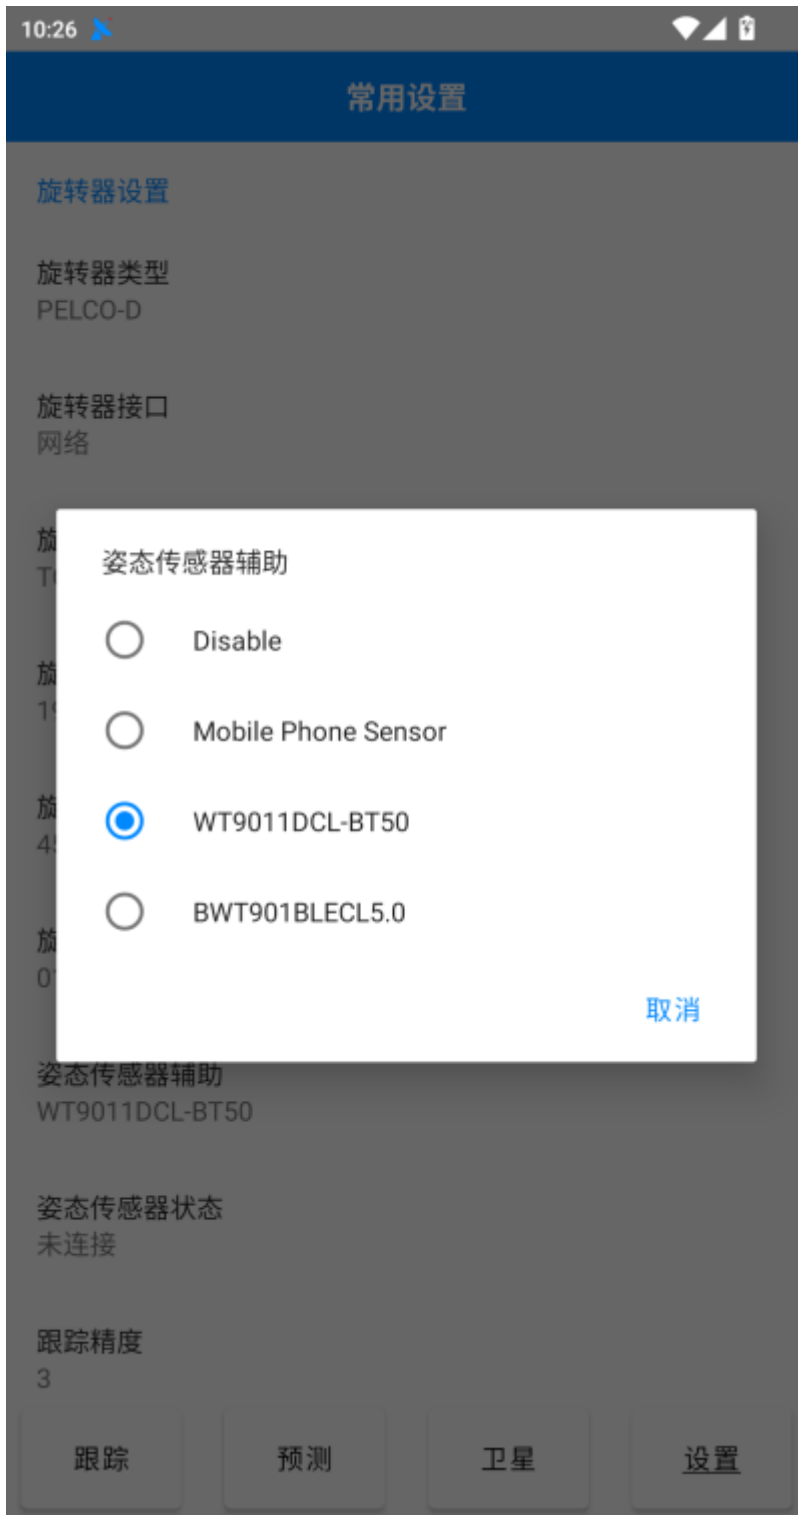 10:26
常用设置
旋转器设置
旋转器类型
PELCO-D
旋转器接口
网络
姿态传感器辅助
Disable
Mobile Phone Sensor
WT9011DCL-BT50
BWT901BLECL5.0
取消
姿态传感器辅助
WT9011DCL-BT50
姿态传感器状态
未连接
跟踪精度
3
跟踪
预测
卫星
设置